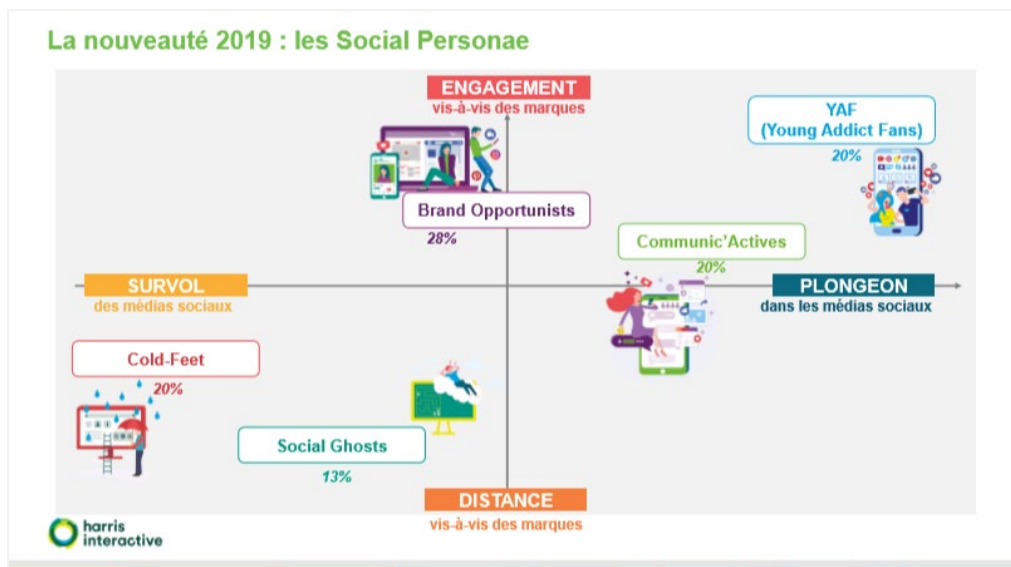 La nouveauté 2019 : les Social Personae
ENGAGEMENT
vis-à-vis des marques
YAF
(Young Addict Fans)
20%
Brand Opportunists
28%
Communic'Actives
20%
SURVOL
des médias sociaux
PLONGEON
dans les médias sociaux
Cold-Feet
20%
Social Ghosts
13%
DISTANCE
vis-à-vis des marques
harris
interactive